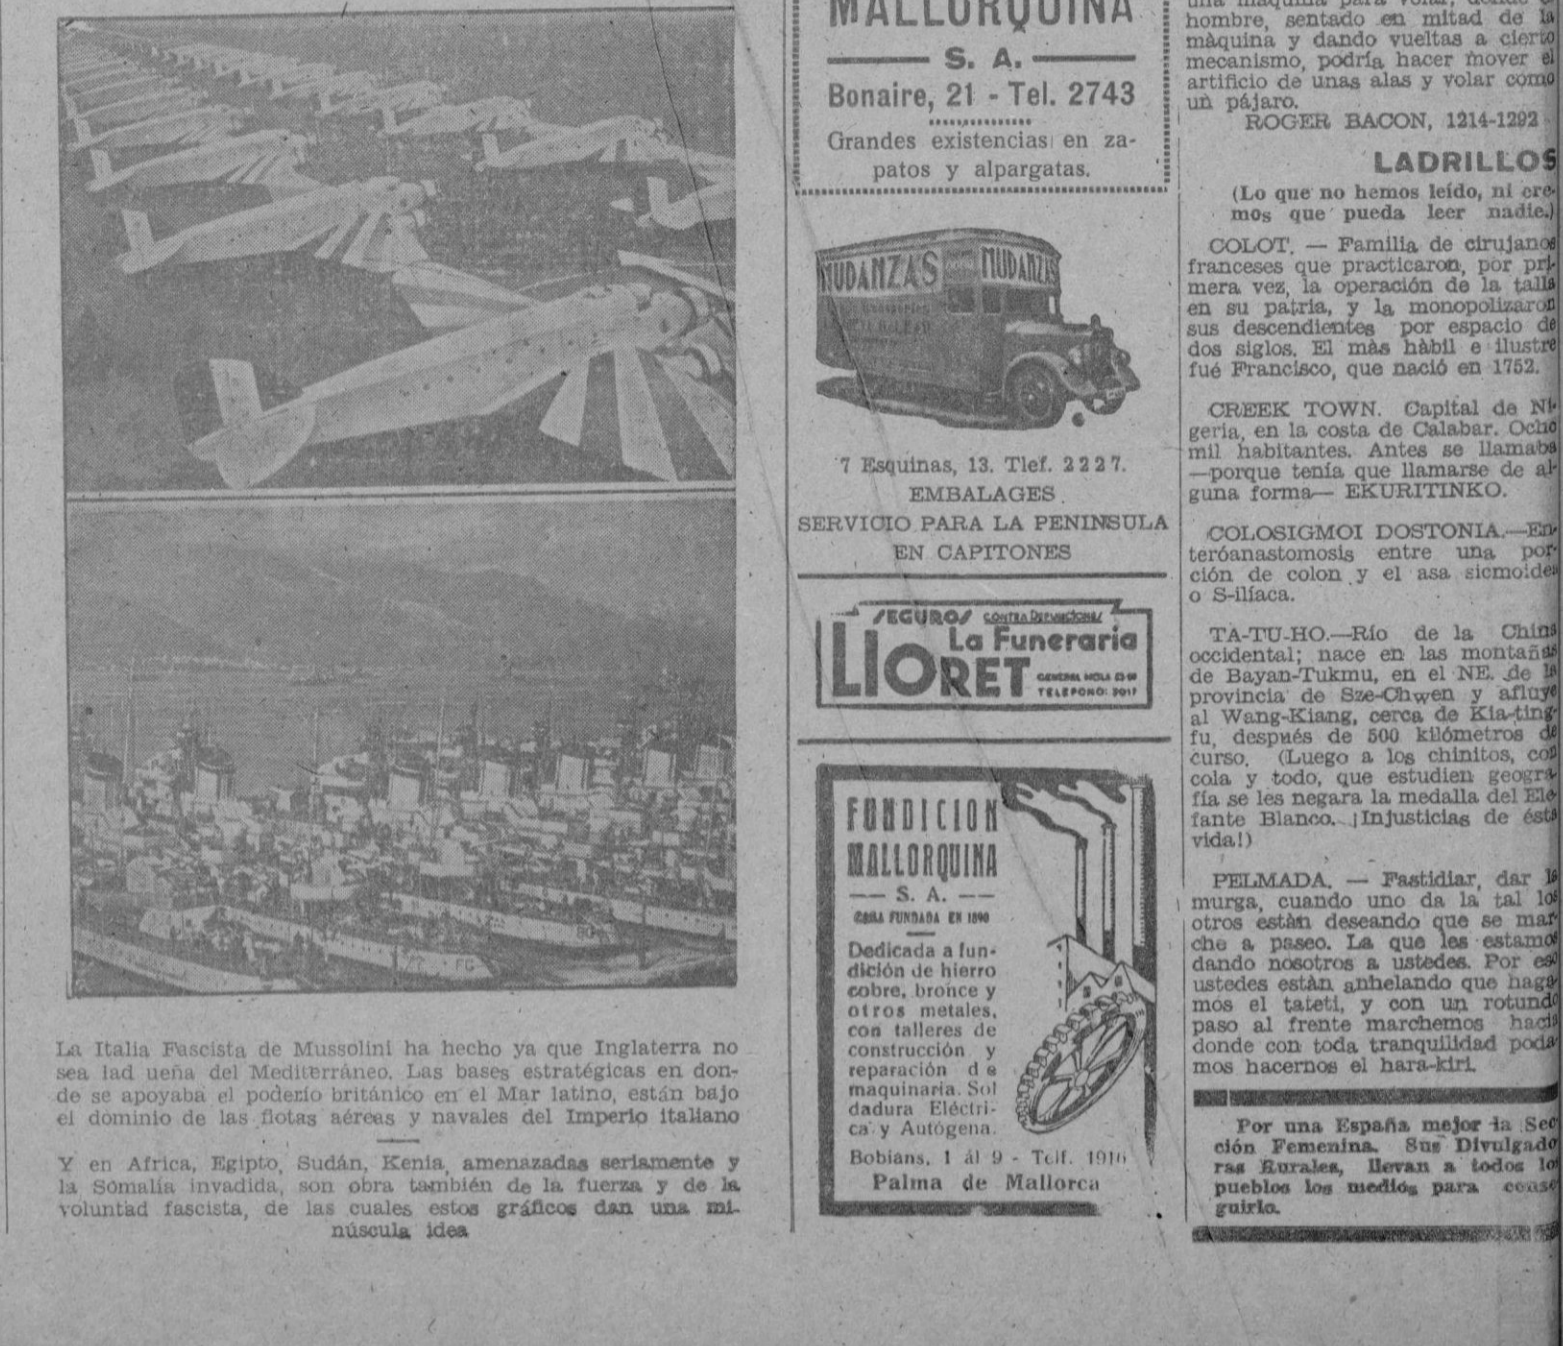 La Italia Fascista de Mussolini ha hecho ya que Inglaterra no
sea lad ueña del Mediterráneo. Las bases estratégicas en don-
de se apoyaba el poderío británico en el Mar latino, están bajo
el dominio de las flotas aéreas y navales del Imperio italiano
Y en Africa, Egipto, Sudán, Kenia, amenazadas seriamente y
la Somalia invadida, son obra también de la fuerza y de la
voluntad fascista, de las cuales estos gráficos dan una mi-
núscula idea
MALLORQUINA
S. A.
Bonaire, 21 - Tel. 2743
Grandes existencias en za-
patos y alpargatas.
MUDANZAS MUDANZAS
7 Esquinas, 13. Tlef. 2227.
EMBALAGES
SERVICIO PARA LA PENINSULA
EN CAPITONES
SEGUROS CONTRA DEFUNCIONES
La Funeraria
LLORET
GENERAL MOLA
TELEFONO: 2017
FUNDICION
MALLORQUINA
— S. A. —
CASA FUNDADA EN 1890
Dedicada a fun-
dición de hierro
cobre, bronce y
otros metales,
con talleres de
construcción y
reparación de
maquinaria. Sol
dadura Eléctri-
ca y Autógena.
Bobians, 1 ál 9 - Telf. 1916
Palma de Mallorca
una máquina para volar, donde
hombre, sentado en mitad de la
màquina y dando vueltas a cierto
mecanismo, podría hacer mover el
artificio de unas alas y volar como
un pájaro.
ROGER BACON, 1214-1292
LADRILLOS
(Lo que no hemos leído, ni cre-
mos que pueda leer nadie.)
COLOT. — Familia de cirujanos
franceses que practicaron, por pri-
mera vez, la operación de la talla
en su patria, y la monopolizaron
sus descendientes por espacio de
dos siglos. El màs hàbil e ilustre
fué Francisco, que nació en 1752.
CREEK TOWN. Capital de Ni-
geria, en la costa de Calabar. Ocho
mil habitantes. Antes se llamaba
—porque tenía que llamarse de al-
guna forma— EKURITINKO.
COLOSIGMOI DOSTONIA.—En-
teróanastomosis entre una por-
ción de colon y el asa sicmoidea
o S-ilíaca.
TA-TU-HO.—Río de la China
occidental; nace en las montañas
de Bayan-Tukmu, en el NE. de la
provincia de Sze-Chwen y afluye
al Wang-Kiang, cerca de Kia-ting-
fu, después de 500 kilómetros de
curso. (Luego a los chinitos, con
cola y todo, que estudien geogra-
fía se les negara la medalla del Ele-
fante Blanco. ¡Injusticias de ésta
vida!)
PELMADA. — Fastidiar, dar la
murga, cuando uno da la tal los
otros estàn deseando que se mar
che a paseo. La que les estamo
dando nosotros a ustedes. Por eso
ustedes están anhelando que haga
mos el tateti, y con un rotundo
paso al frente marchemos hacia
donde con toda tranquilidad poda-
mos hacernos el hara-kiri.
Por una España mejor la Sec
ción Femenina. Sus Divulgado
ras Rurales, llevan a todos lo
pueblos los medios para conse
guirlo.